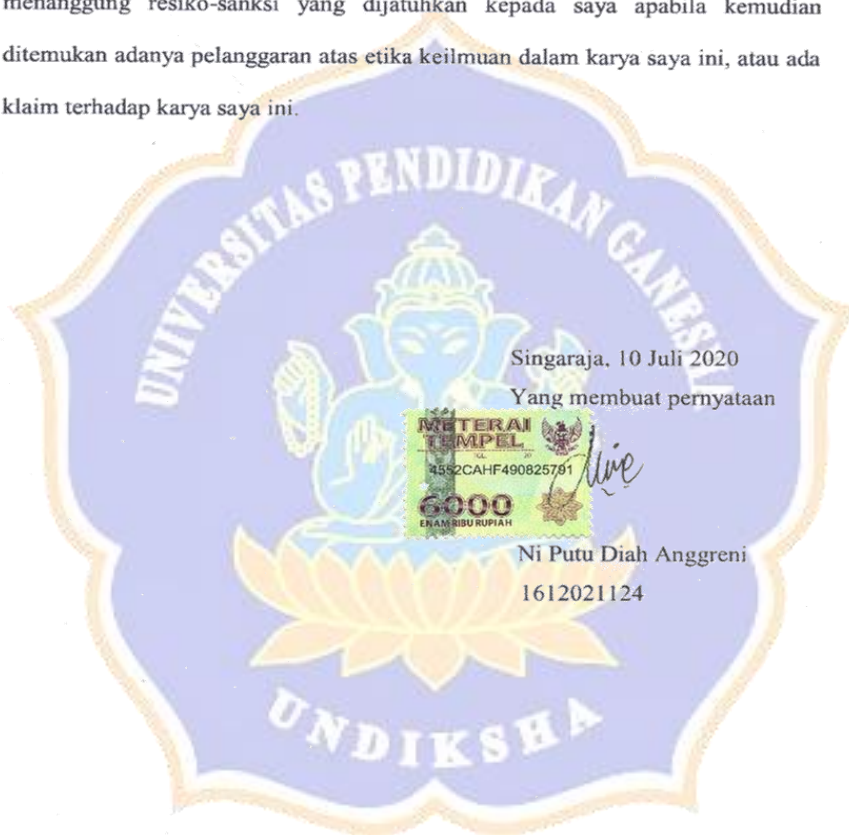 menanggung resiko-sanksi yang dijatuhkan kepada saya apabila kemudian
ditemukan adanya pelanggaran atas etika keilmuan dalam karya saya ini, atau ada
klaim terhadap karya saya ini.
UNIVERSITAS PENDIDIKAN GANESHA
Singaraja, 10 Juli 2020
Yang membuat pernyataan
METERAI
TEMPEL
TGL. 20
4552CAHF490825791
6000
ENAM RIBU RUPIAH
Ni Putu Diah Anggreni
1612021124
UNDIKSHA